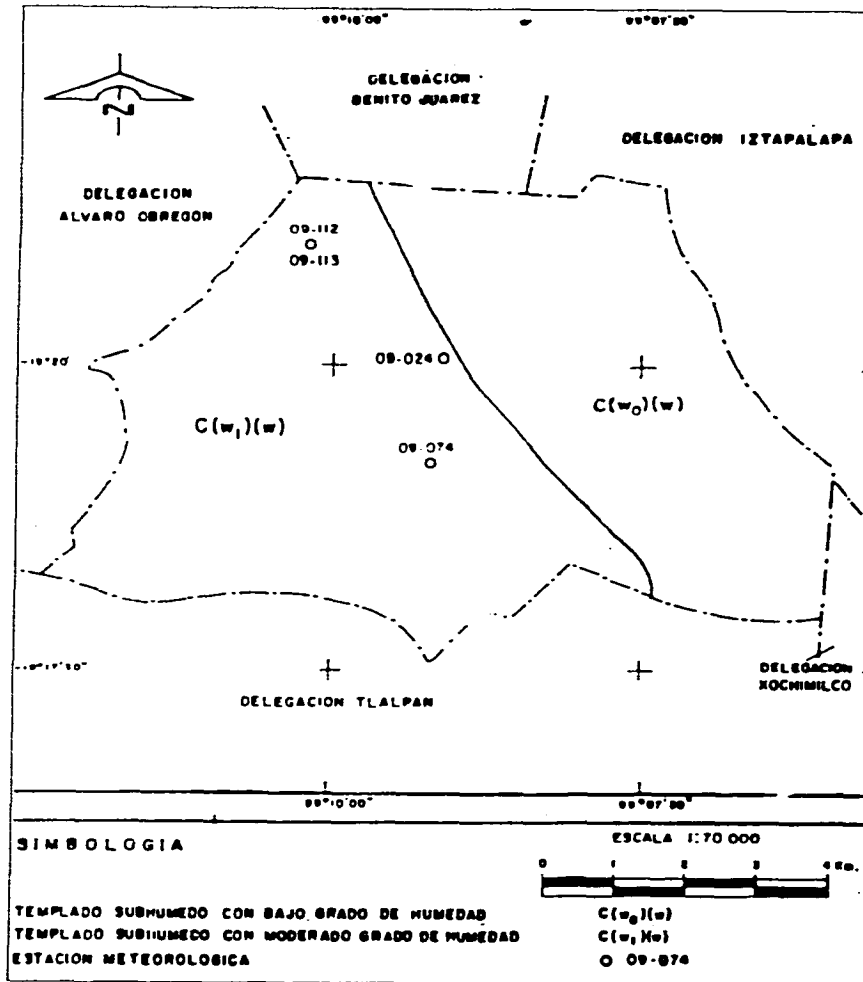 99°10'00"
99°07'30"
DELEGACION
BENITO JUAREZ
DELEGACION IZTAPALAPA
DELEGACION
ALVARO OBREGON
N
09-112
09-113
19°20'
09-024
C(w₁)(w)
C(w₀)(w)
09-074
19°17'30"
DELEGACION TLALPAN
DELEGACION
XOCHIMILCO
99°10'00"
99°07'30"
SIMBOLOGIA
ESCALA 1:70 000
0 1 2 3 4 Km.
TEMPLADO SUBHUMEDO CON BAJO GRADO DE HUMEDAD C(w₀)(w)
TEMPLADO SUBHUMEDO CON MODERADO GRADO DE HUMEDAD C(w₁)(w)
ESTACION METEOROLOGICA 09-074